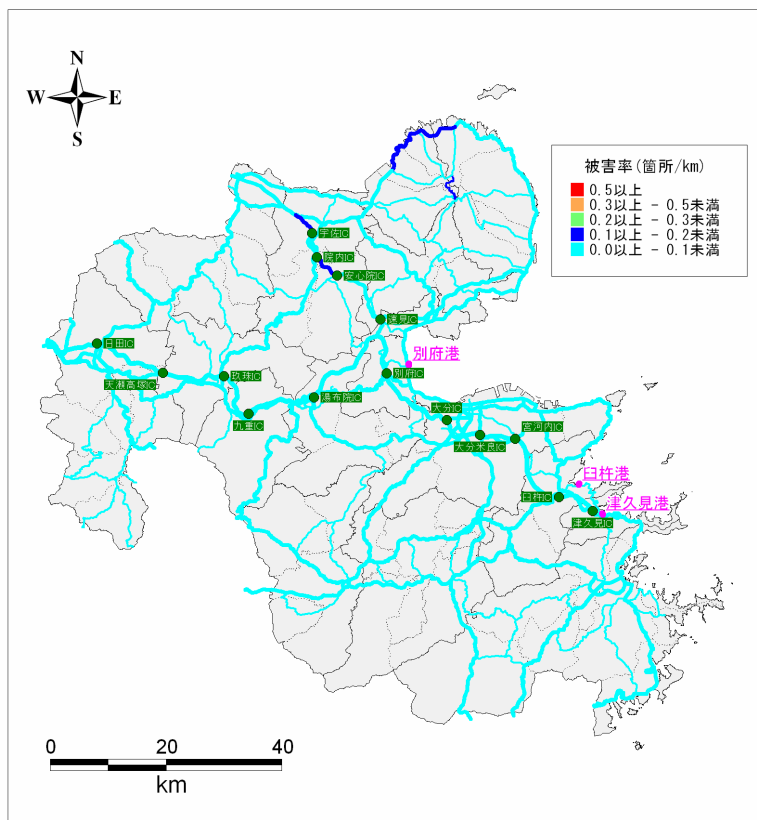 N
W E
S
被害率(箇所/km)
0.5以上
0.3以上 - 0.5未満
0.2以上 - 0.3未満
0.1以上 - 0.2未満
0.0以上 - 0.1未満
宇佐IC
院内IC
安心院IC
速見IC
日田IC
別府港
天瀬高塚IC
玖珠IC
別府IC
湯布院IC
九重IC
大分IC
宮河内IC
大分米良IC
臼杵港
臼杵IC
津久見港
津久見IC
0 20 40
km